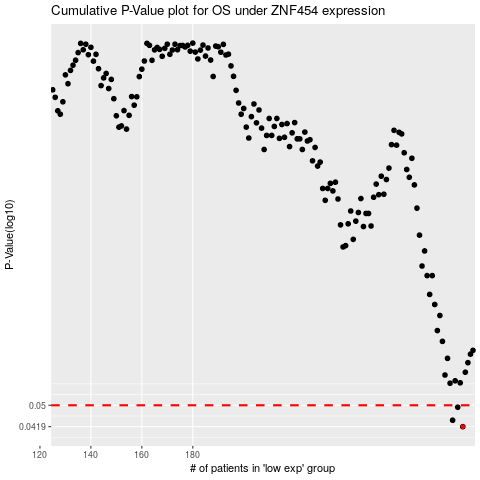 Cumulative P-Value plot for OS under ZNF454 expression
P-Value(log10)
0.05
0.0419
120 140 160 180
# of patients in 'low exp' group